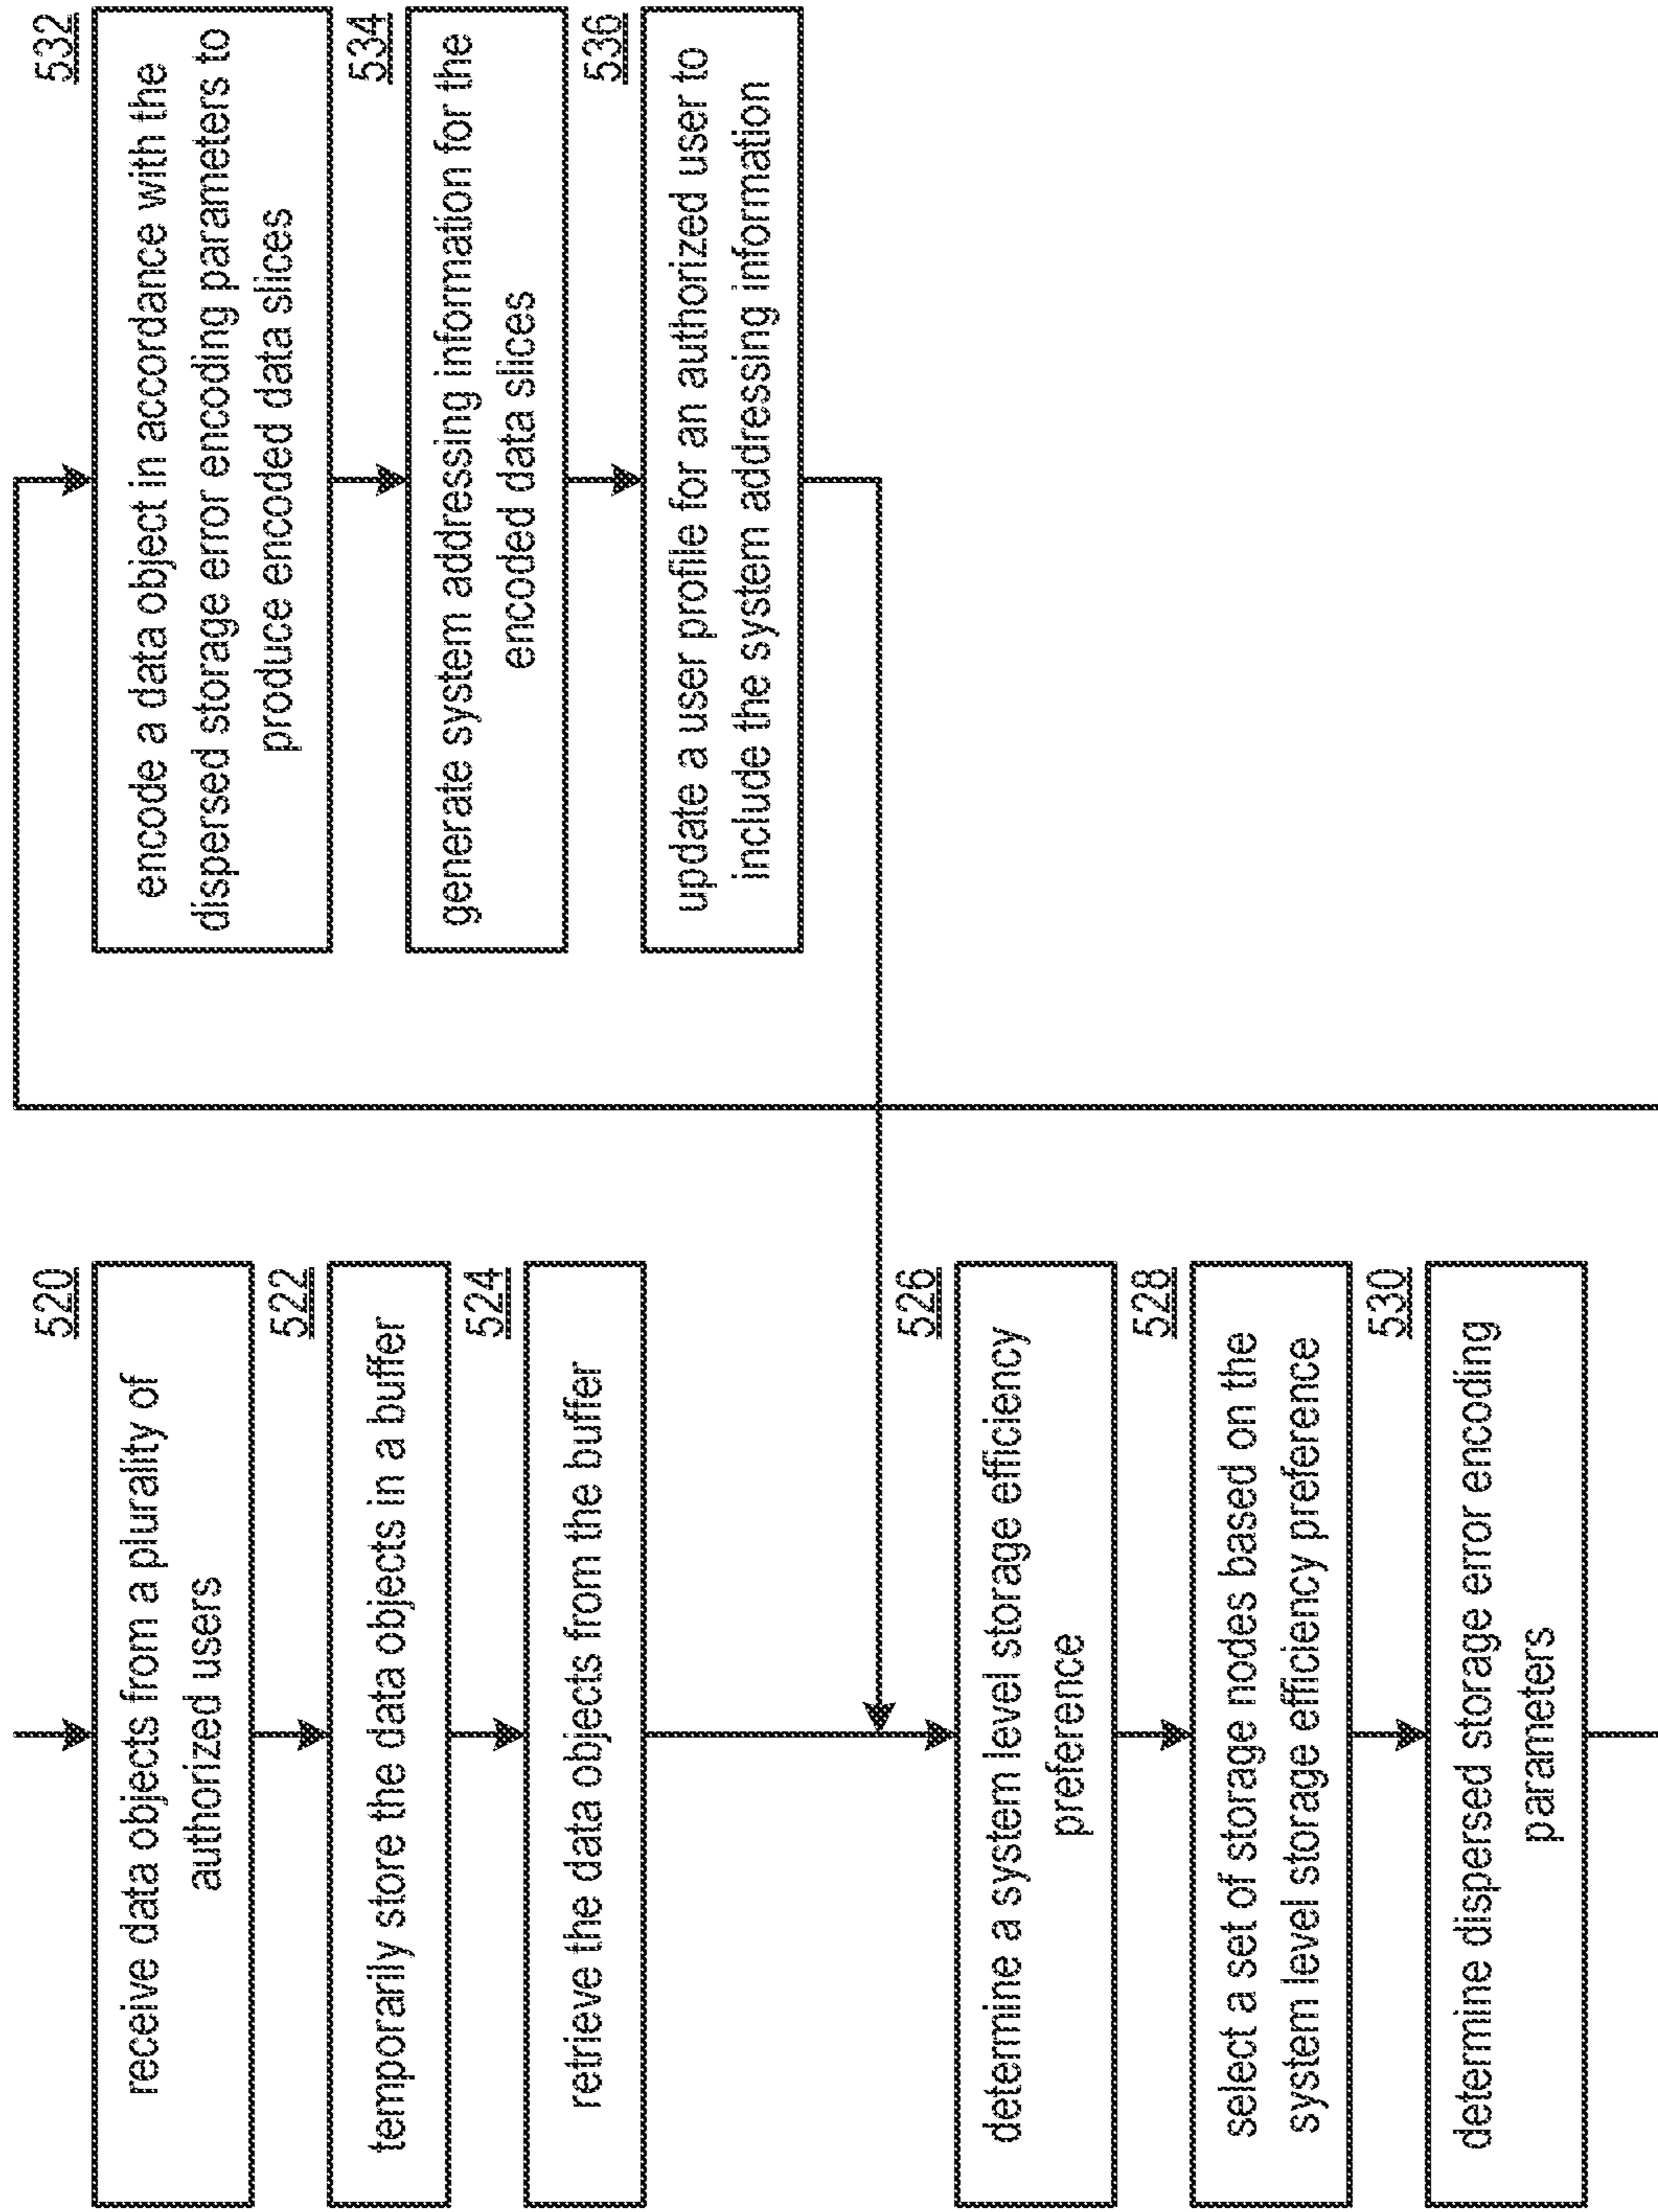 520
receive data objects from a plurality of
authorized users
522
temporarily store the data objects in a buffer
524
retrieve the data objects from the buffer
526
determine a system level storage efficiency
preference
528
select a set of storage nodes based on the
system level storage efficiency preference
530
determine dispersed storage error encoding
parameters
532
encode a data object in accordance with the
dispersed storage error encoding parameters to
produce encoded data slices
534
generate system addressing information for the
encoded data slices
536
update a user profile for an authorized user to
include the system addressing information